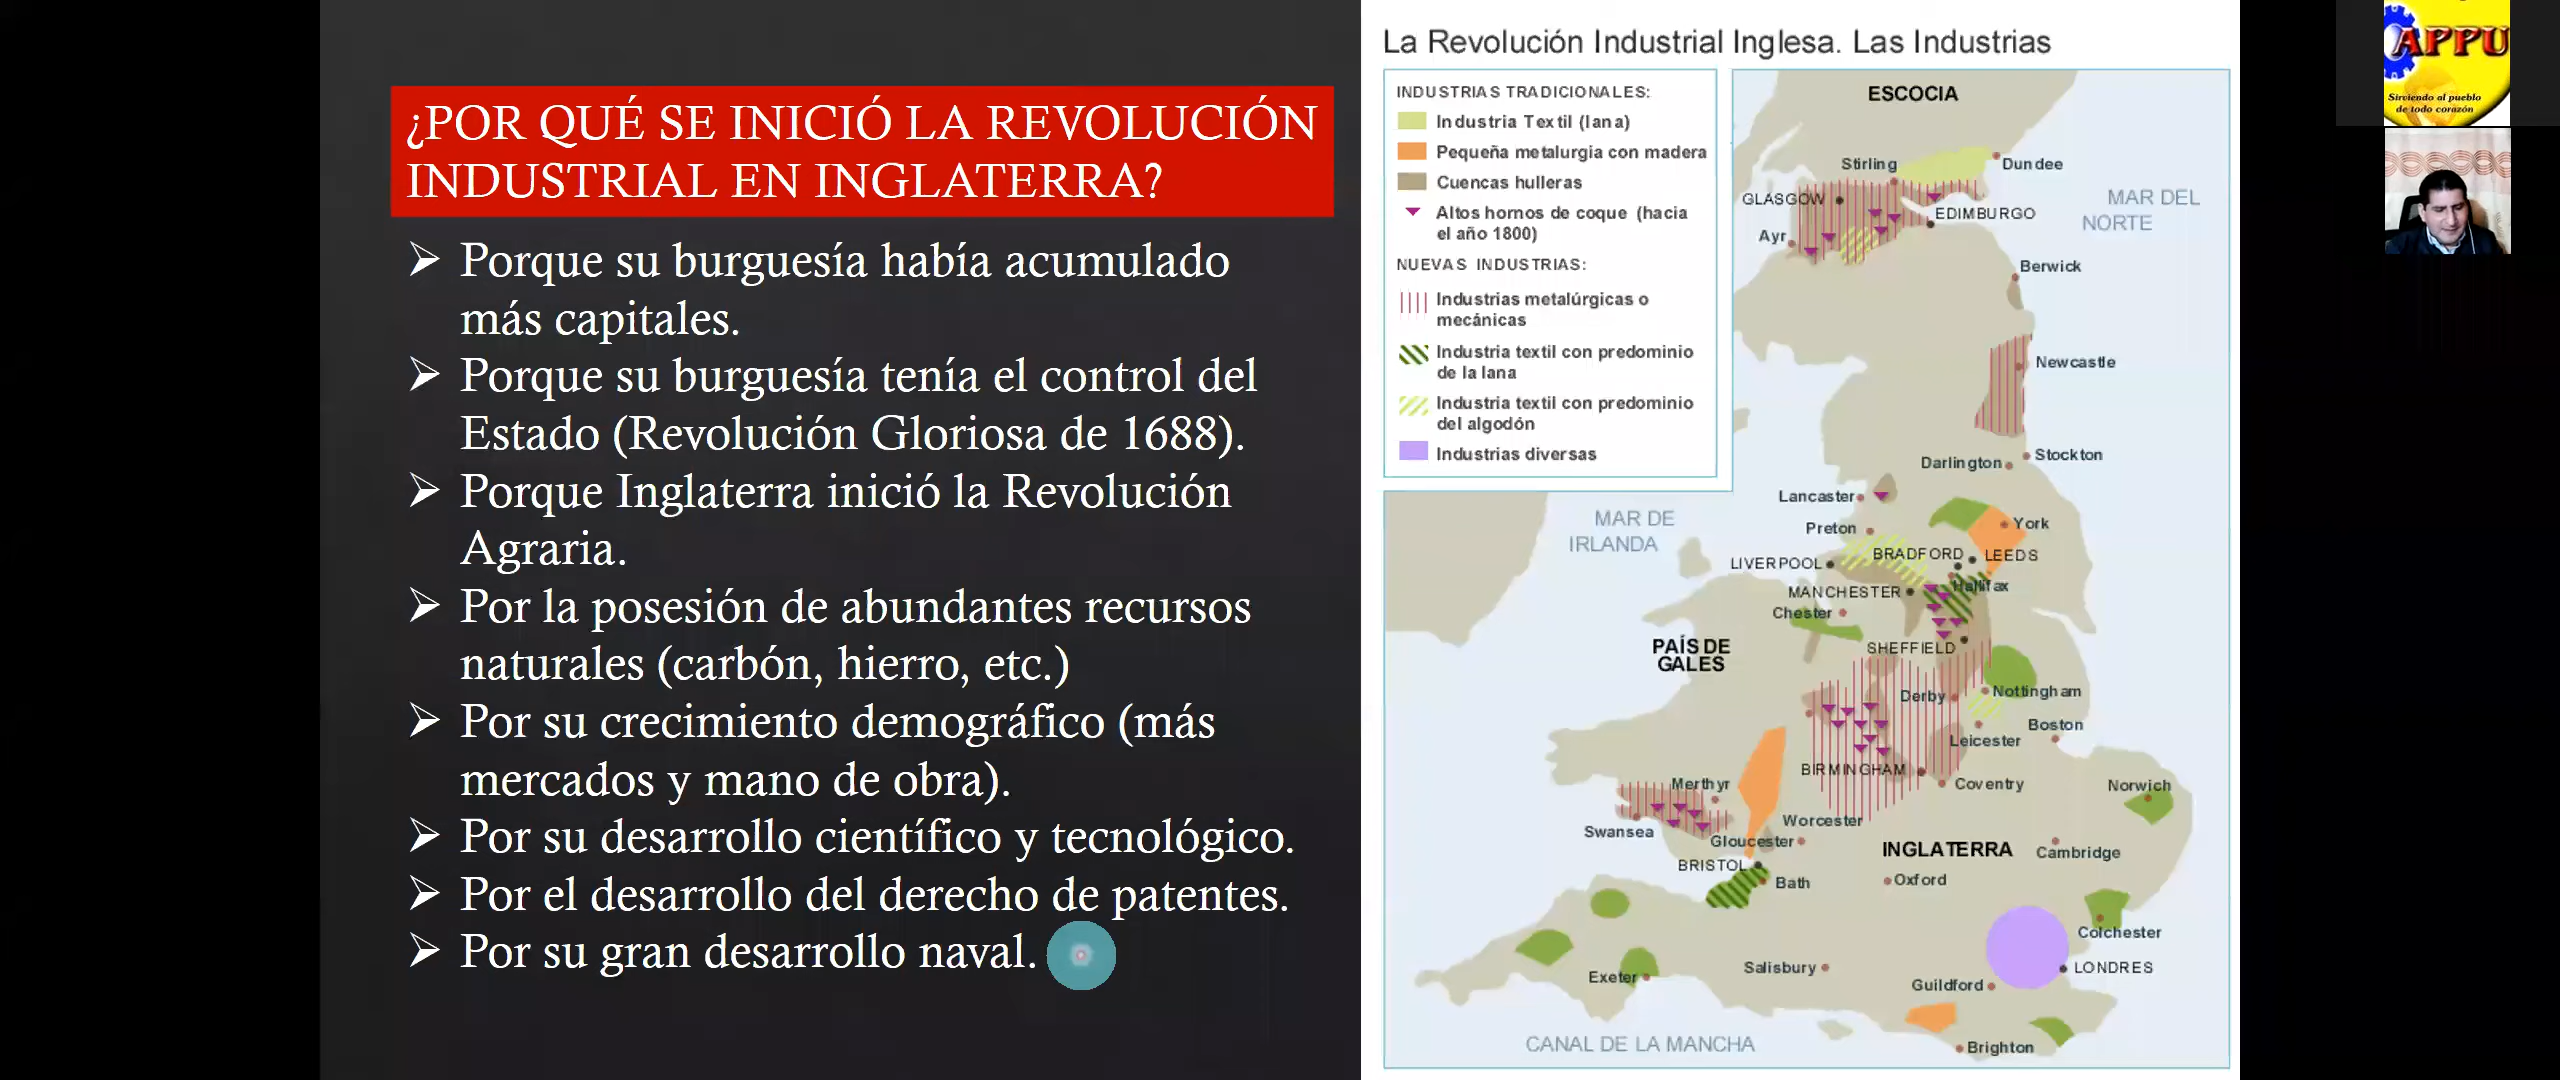 ¿POR QUÉ SE INICIÓ LA REVOLUCIÓN
INDUSTRIAL EN INGLATERRA?
➢ Porque su burguesía había acumulado
más capitales.
➢ Porque su burguesía tenía el control del
Estado (Revolución Gloriosa de 1688).
➢ Porque Inglaterra inició la Revolución
Agraria.
➢ Por la posesión de abundantes recursos
naturales (carbón, hierro, etc.)
➢ Por su crecimiento demográfico (más
mercados y mano de obra).
➢ Por su desarrollo científico y tecnológico.
➢ Por el desarrollo del derecho de patentes.
➢ Por su gran desarrollo naval.
La Revolución Industrial Inglesa. Las Industrias
INDUSTRIAS TRADICIONALES:
Industria Textil (lana)
Pequeña metalurgia con madera
Cuencas hulleras
Altos hornos de coque (hacia
el año 1800)
NUEVAS INDUSTRIAS:
Industrias metalúrgicas o
mecánicas
Industria textil con predominio
de la lana
Industria textil con predominio
del algodón
Industrias diversas
ESCOCIA
Stirling
Dundee
GLASGOW
EDIMBURGO
MAR DEL
NORTE
Ayr
Berwick
Newcastle
Darlington
Stockton
Lancaster
MAR DE
IRLANDA
Preton
York
BRADFORD
LEEDS
LIVERPOOL
Halifax
MANCHESTER
Chester
PAÍS DE
GALES
SHEFFIELD
Derby
Nottingham
Boston
Leicester
BIRMINGHAM
Merthyr
Coventry
Norwich
Worcester
Swansea
Gloucester
INGLATERRA
Cambridge
BRISTOL
Bath
Oxford
Colchester
Exeter
Salisbury
LONDRES
Guildford
CANAL DE LA MANCHA
Brighton
CAPPU
Sirviendo al pueblo
de todo corazón